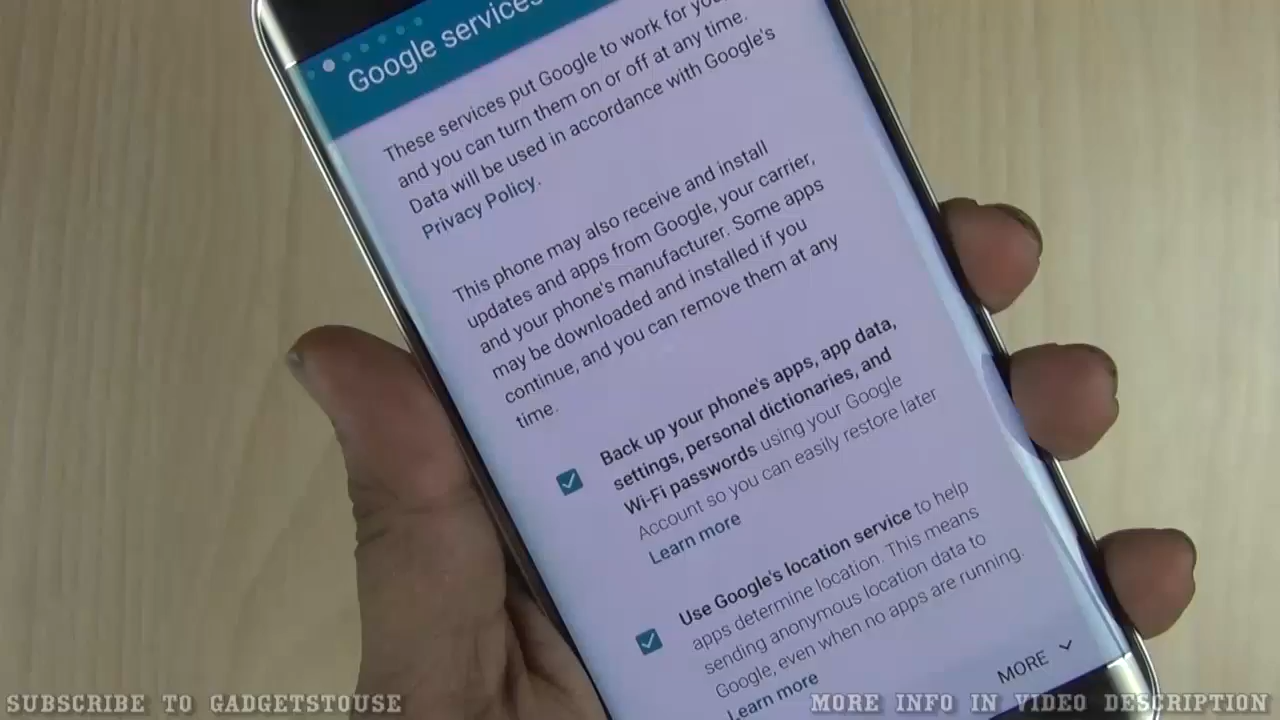 Google services
These services put Google to work for you,
and you can turn them on or off at any time.
Data will be used in accordance with Google's
Privacy Policy.
This phone may also receive and install
updates and apps from Google, your carrier,
and your phone's manufacturer. Some apps
may be downloaded and installed if you
continue, and you can remove them at any
time.
Back up your phone's apps, app data,
settings, personal dictionaries, and
Wi-Fi passwords using your Google
Account so you can easily restore later
Learn more
Use Google's location service to help
apps determine location. This means
sending anonymous location data to
Google, even when no apps are running.
Learn more
MORE
SUBSCRIBE TO GADGETSTOUSE
MORE INFO IN VIDEO DESCRIPTION